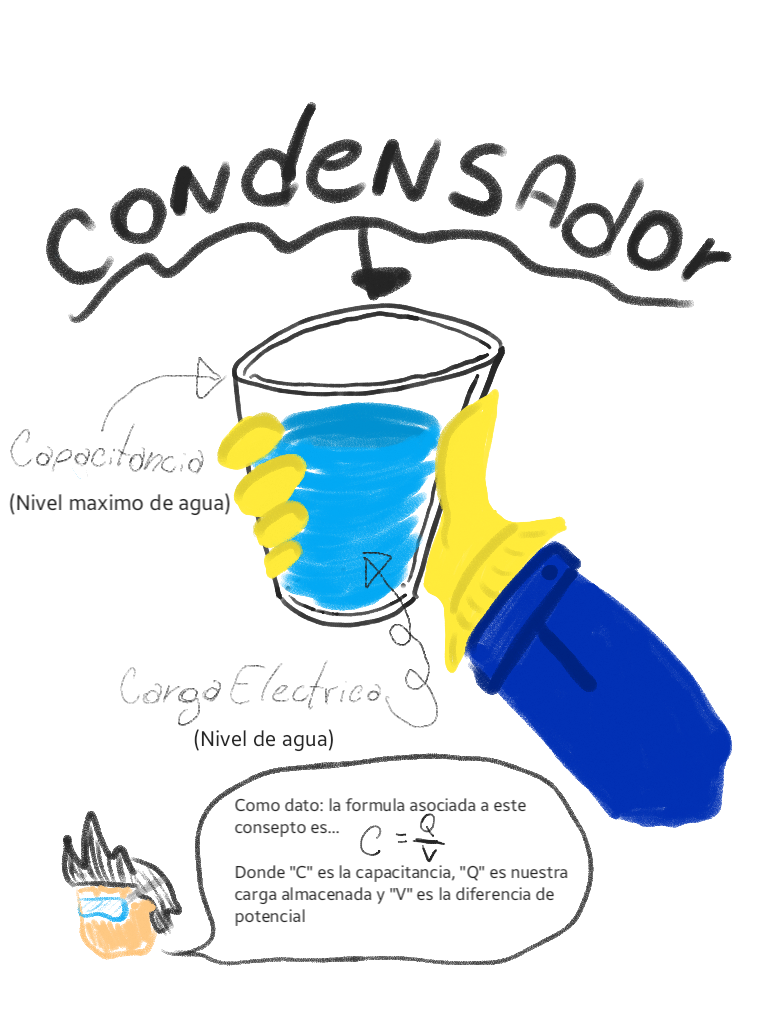 CONdeNSAdor
Capacitancia
(Nivel maximo de agua)
Carga Electrica
(Nivel de agua)
Como dato: la formula asociada a este
consepto es... C = Q/V
Donde "C" es la capacitancia, "Q" es nuestra
carga almacenada y "V" es la diferencia de
potencial